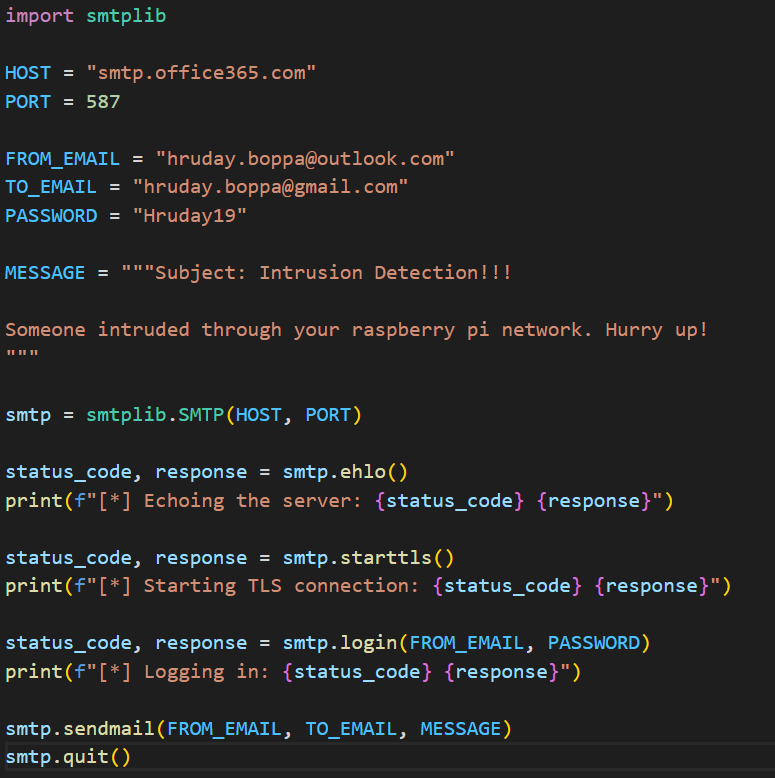 import smtplib
HOST = "smtp.office365.com"
PORT = 587
FROM_EMAIL = "hruday.boppa@outlook.com"
TO_EMAIL = "hruday.boppa@gmail.com"
PASSWORD = "Hruday19"
MESSAGE = """Subject: Intrusion Detection!!!
Someone intruded through your raspberry pi network. Hurry up!
"""
smtp = smtplib.SMTP(HOST, PORT)
status_code, response = smtp.ehlo()
print(f"[*] Echoing the server: {status_code} {response}")
status_code, response = smtp.starttls()
print(f"[*] Starting TLS connection: {status_code} {response}")
status_code, response = smtp.login(FROM_EMAIL, PASSWORD)
print(f"[*] Logging in: {status_code} {response}")
smtp.sendmail(FROM_EMAIL, TO_EMAIL, MESSAGE)
smtp.quit()